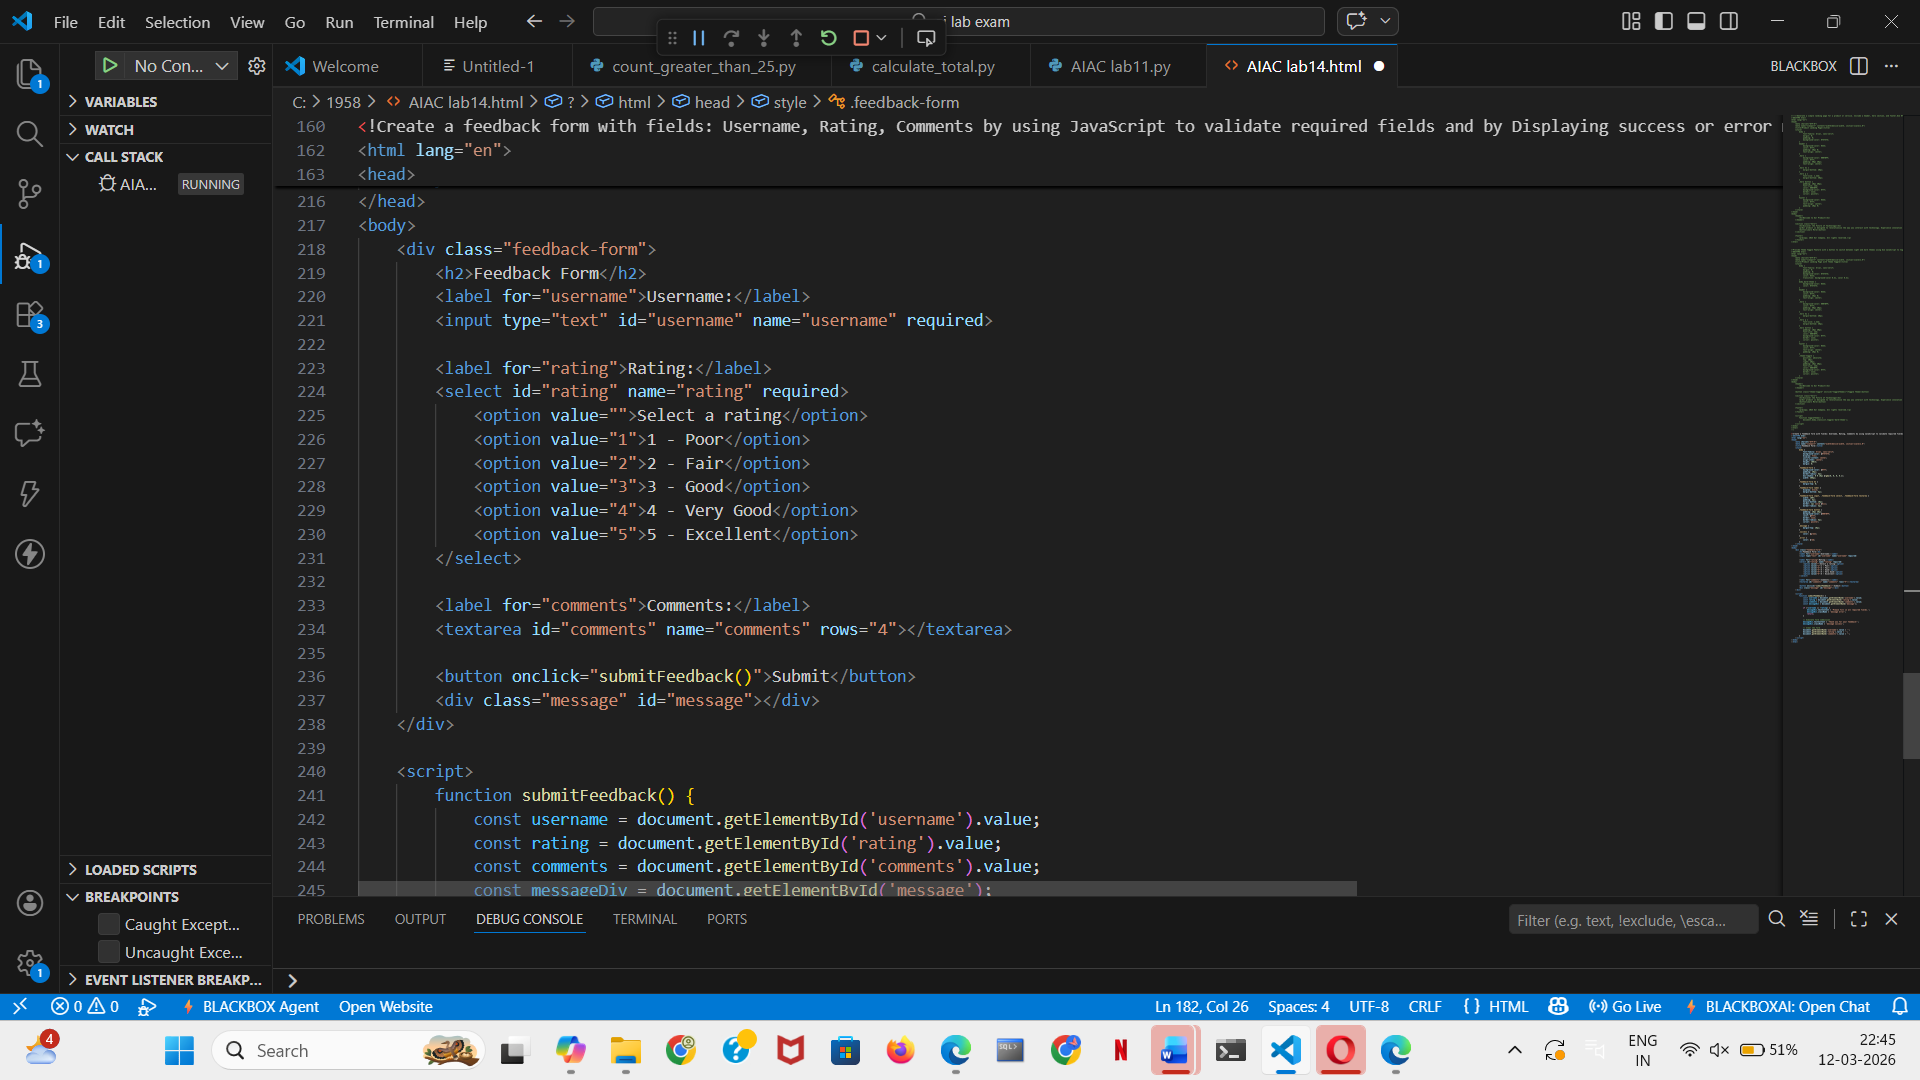 File Edit Selection View Go Run Terminal Help
lab exam
No Con...
Welcome
Untitled-1
count_greater_than_25.py
calculate_total.py
AIAC lab11.py
AIAC lab14.html
BLACKBOX
C: > 1958 > AIAC lab14.html > ? > html > head > style > .feedback-form
VARIABLES
WATCH
CALL STACK
AIA...
RUNNING
160 <!Create a feedback form with fields: Username, Rating, Comments by using JavaScript to validate required fields and by Displaying success or error
162 <html lang="en">
163 <head>
216 </head>
217 <body>
218 <div class="feedback-form">
219 <h2>Feedback Form</h2>
220 <label for="username">Username:</label>
221 <input type="text" id="username" name="username" required>
222
223 <label for="rating">Rating:</label>
224 <select id="rating" name="rating" required>
225 <option value="">Select a rating</option>
226 <option value="1">1 - Poor</option>
227 <option value="2">2 - Fair</option>
228 <option value="3">3 - Good</option>
229 <option value="4">4 - Very Good</option>
230 <option value="5">5 - Excellent</option>
231 </select>
232
233 <label for="comments">Comments:</label>
234 <textarea id="comments" name="comments" rows="4"></textarea>
235
236 <button onclick="submitFeedback()">Submit</button>
237 <div class="message" id="message"></div>
238 </div>
239
240 <script>
241 function submitFeedback() {
242 const username = document.getElementById('username').value;
243 const rating = document.getElementById('rating').value;
244 const comments = document.getElementById('comments').value;
245 const messageDiv = document.getElementById('message');
LOADED SCRIPTS
BREAKPOINTS
Caught Except...
Uncaught Exce...
EVENT LISTENER BREAKP...
PROBLEMS OUTPUT DEBUG CONSOLE TERMINAL PORTS
Filter (e.g. text, !exclude, \esca...
0 0 BLACKBOX Agent Open Website
Ln 182, Col 26 Spaces: 4 UTF-8 CRLF { } HTML Go Live BLACKBOXAI: Open Chat
4
Search
ENG
IN
51%
22:45
12-03-2026